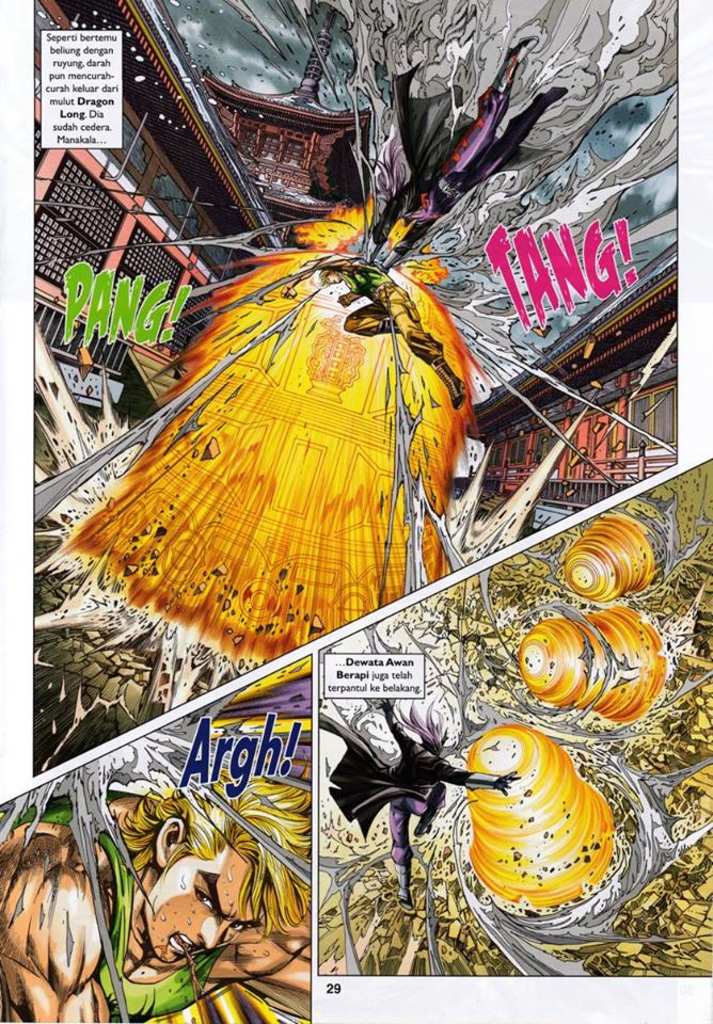 Seperti bertemu
beliung dengan
ruyung, darah
pun mencurah-
curah keluar dari
mulut Dragon
Long. Dia
sudah cedera.
Manakala...
PANG!
TANG!
...Dewata Awan
Berapi juga telah
terpantul ke belakang.
Argh!
29